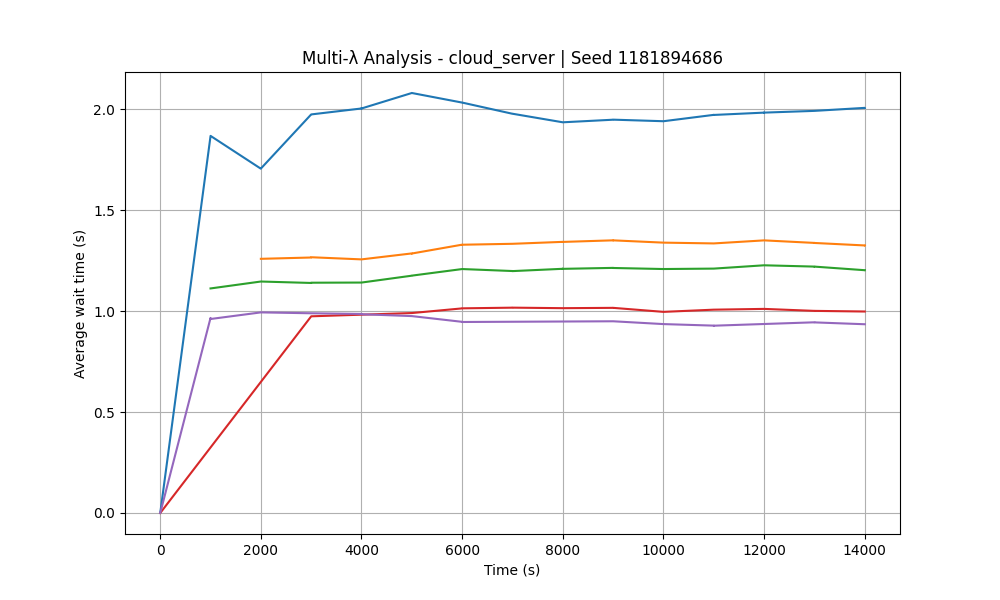 Multi-λ Analysis - cloud_server | Seed 1181894686
Average wait time (s)
2.0
1.5
1.0
0.5
0.0
0 2000 4000 6000 8000 10000 12000 14000
Time (s)